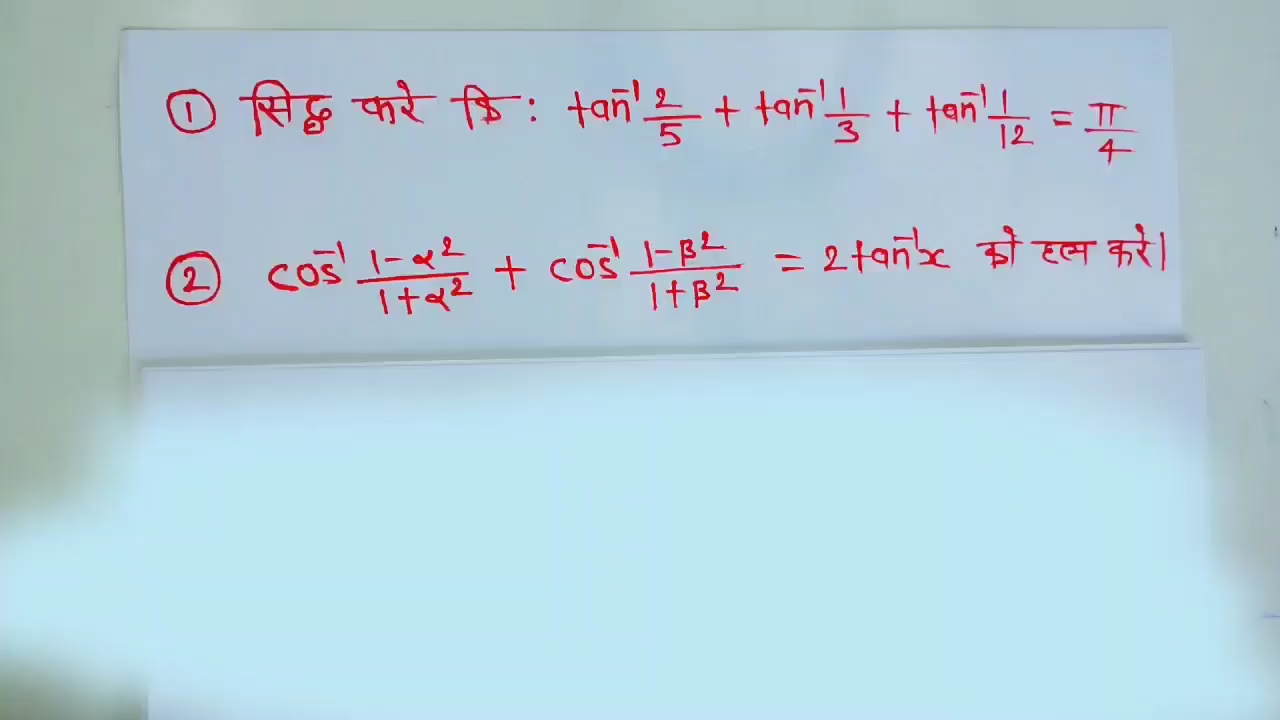 ① सिद्ध करे कि: tan⁻¹ 2/5 + tan⁻¹ 1/3 + tan⁻¹ 1/12 = π/4
② cos⁻¹ (1-α²)/(1+α²) + cos⁻¹ (1-β²)/(1+β²) = 2tan⁻¹x को हल करे।